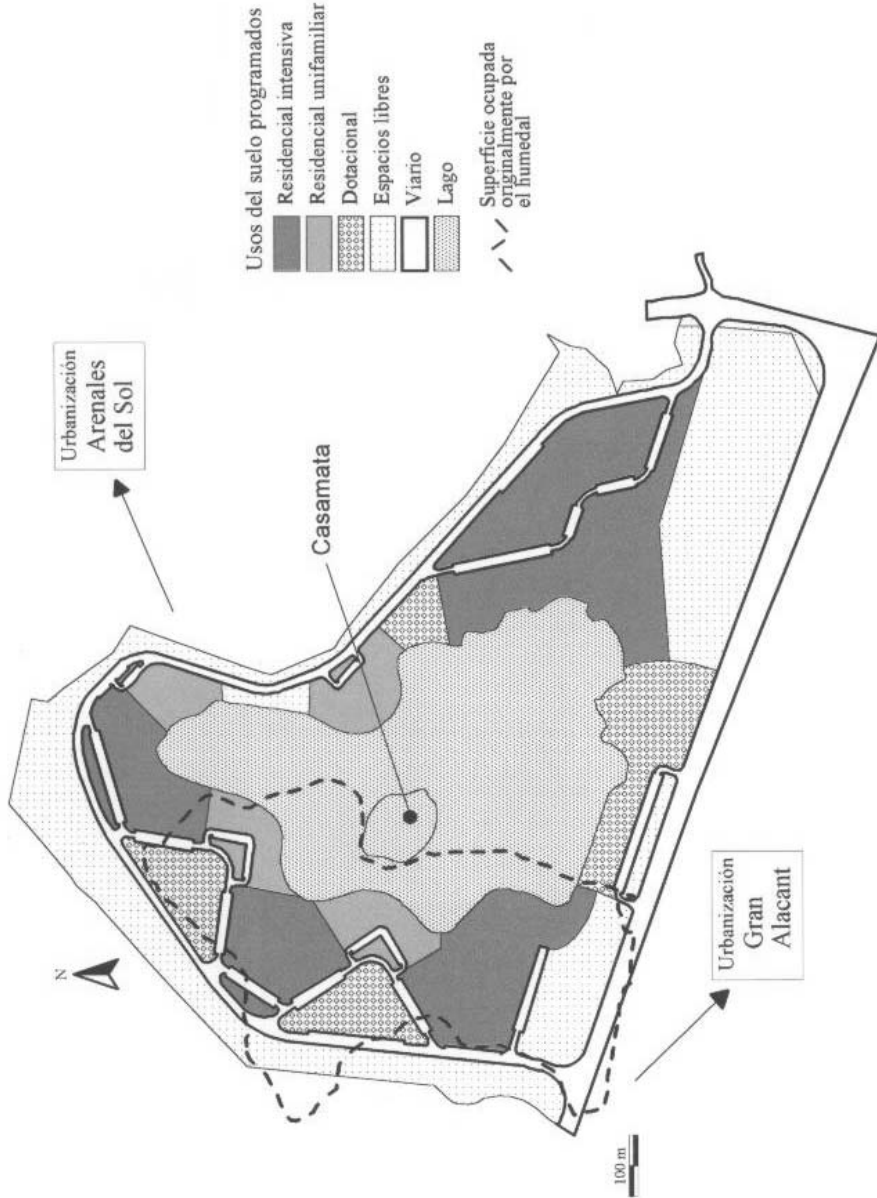 Urbanización
Arenales
del Sol
Casamata
N
Usos del suelo programados
Residencial intensiva
Residencial unifamiliar
Dotacional
Espacios libres
Viario
Lago
Superficie ocupada
originalmente por
el humedal
Urbanización
Gran
Alacant
100 m